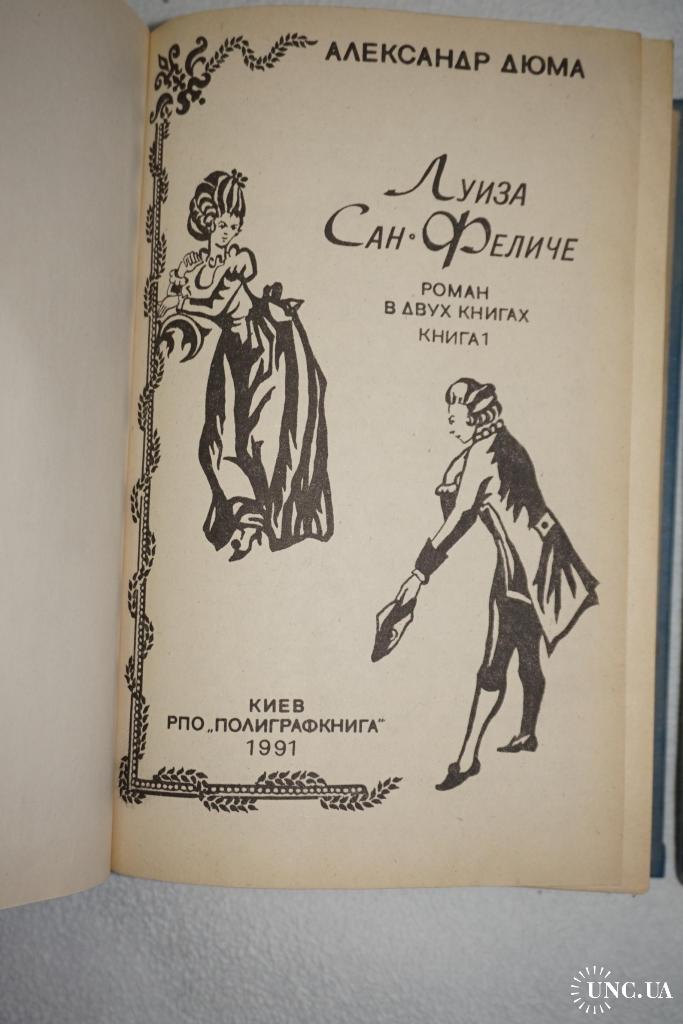 АЛЕКСАНДР ДЮМА
ЛУИЗА
САН-ФЕЛИЧЕ
РОМАН
В ДВУХ КНИГАХ
КНИГА 1
КИЕВ
РПО „ПОЛИГРАФКНИГА“
1991
UNC.UA